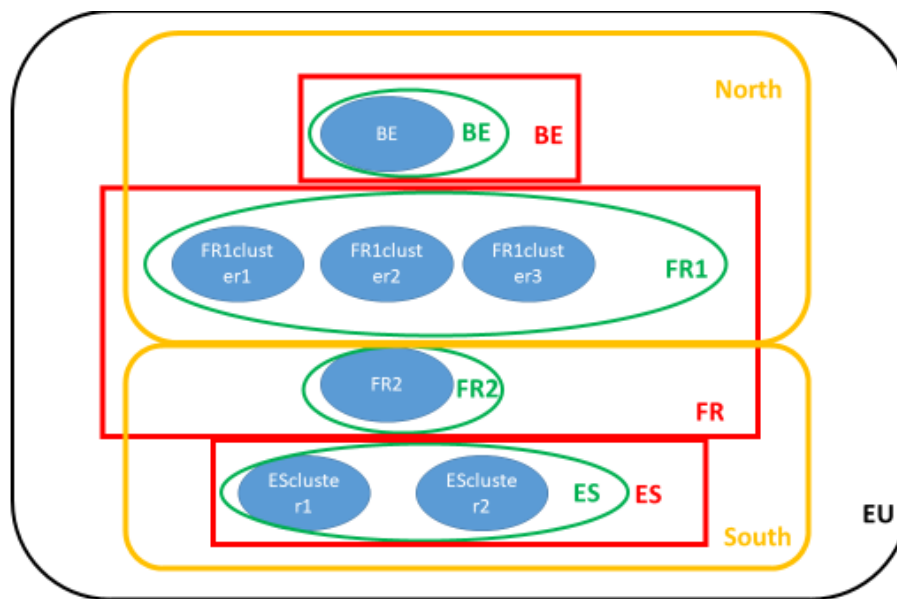 North
BE
BE
BE
FR1clust
er1
FR1clust
er2
FR1clust
er3
FR1
FR2
FR2
FR
ESCluste
r1
ESCluste
r2
ES
ES
EU
South